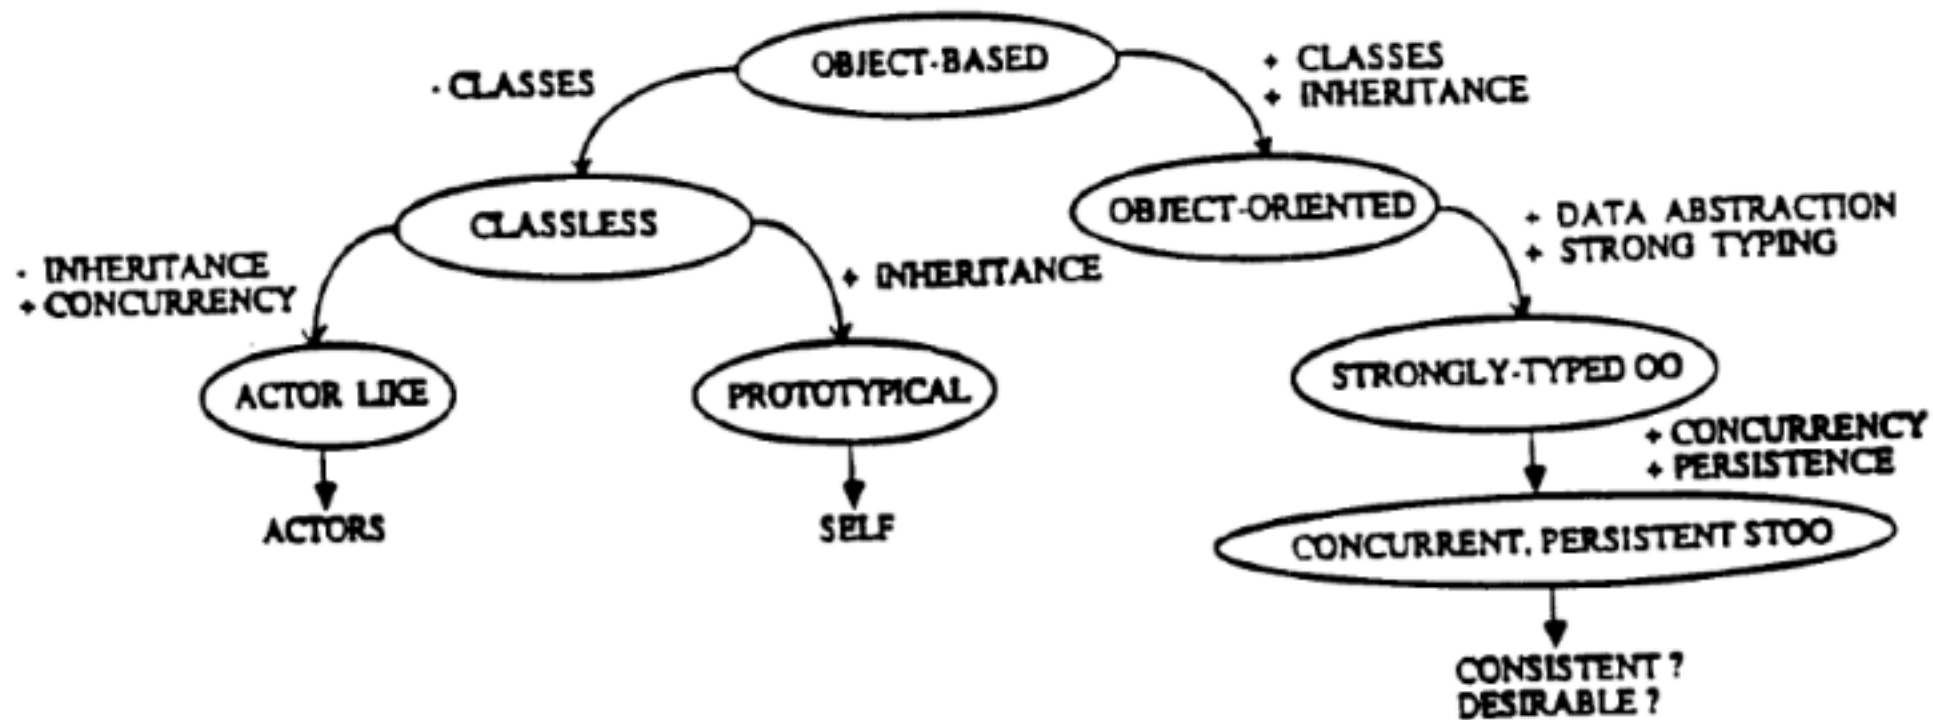 OBJECT-BASED
- CLASSES
+ CLASSES
+ INHERITANCE
CLASSLESS
OBJECT-ORIENTED
- INHERITANCE
+ CONCURRENCY
+ INHERITANCE
+ DATA ABSTRACTION
+ STRONG TYPING
ACTOR LIKE
PROTOTYPICAL
STRONGLY-TYPED OO
+ CONCURRENCY
+ PERSISTENCE
ACTORS
SELF
CONCURRENT, PERSISTENT STOO
CONSISTENT ?
DESIRABLE ?